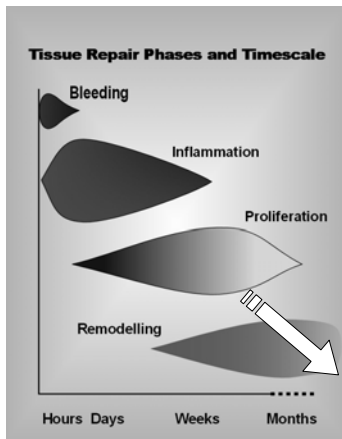 Tissue Repair Phases and Timescale
Bleeding
Inflammation
Proliferation
Remodelling
Hours Days Weeks Months